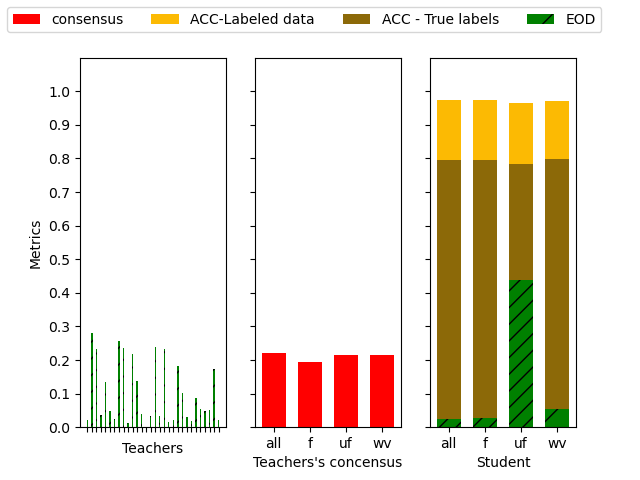 consensus ACC-Labeled data ACC - True labels EOD
1.0
0.9
0.8
0.7
0.6
0.5
0.4
0.3
0.2
0.1
0.0
Metrics
all f uf wv all f uf wv
Teachers Teachers's concensus Student